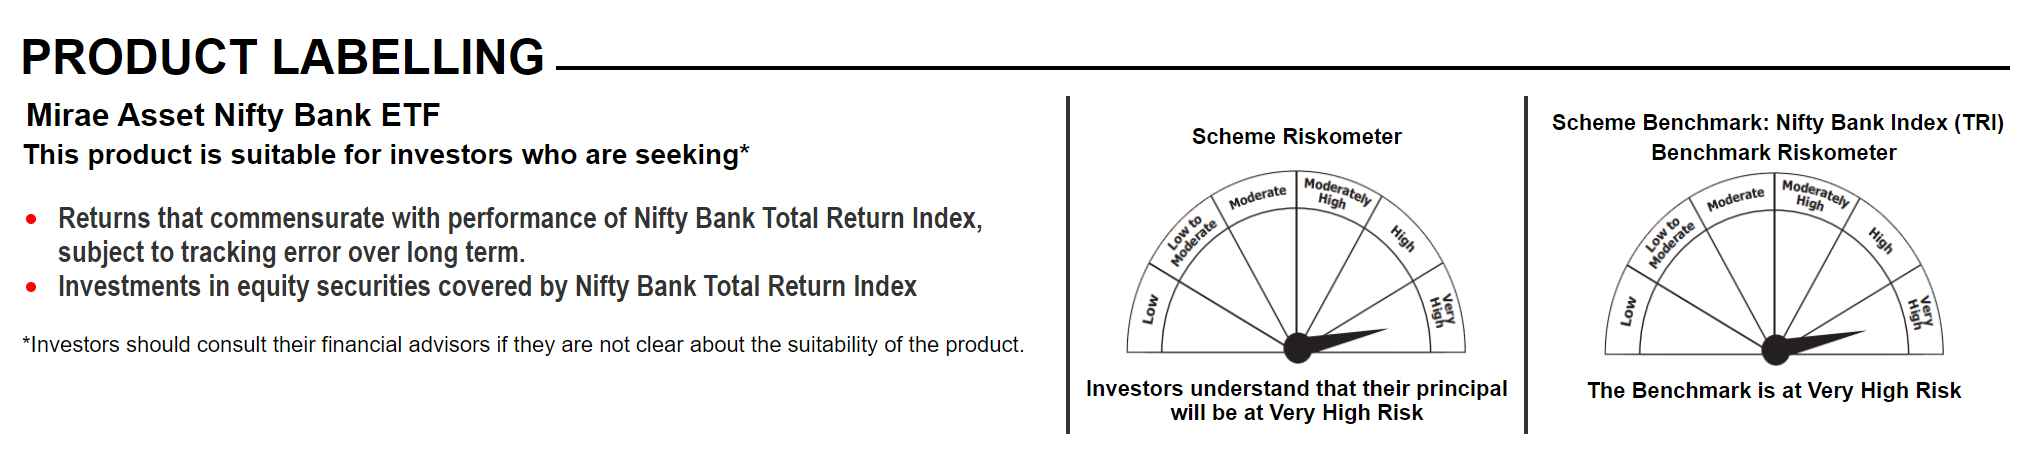 PRODUCT LABELLING
Mirae Asset Nifty Bank ETF
This product is suitable for investors who are seeking*
• Returns that commensurate with performance of Nifty Bank Total Return Index,
subject to tracking error over long term.
• Investments in equity securities covered by Nifty Bank Total Return Index
*Investors should consult their financial advisors if they are not clear about the suitability of the product.
Scheme Riskometer
Low
Low to
Moderate
Moderate
Moderately
High
High
Very
High
Investors understand that their principal
will be at Very High Risk
Scheme Benchmark: Nifty Bank Index (TRI)
Benchmark Riskometer
Low
Low to
Moderate
Moderate
Moderately
High
High
Very
High
The Benchmark is at Very High Risk